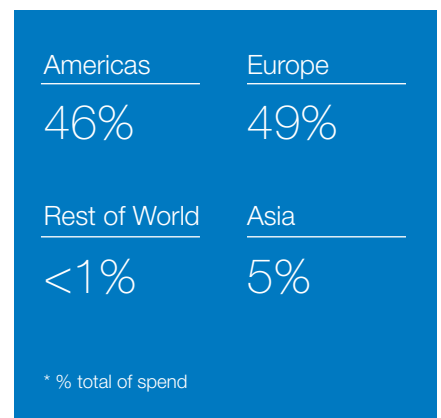 Americas
46%
Europe
49%
Rest of World
<1%
Asia
5%
* % total of spend